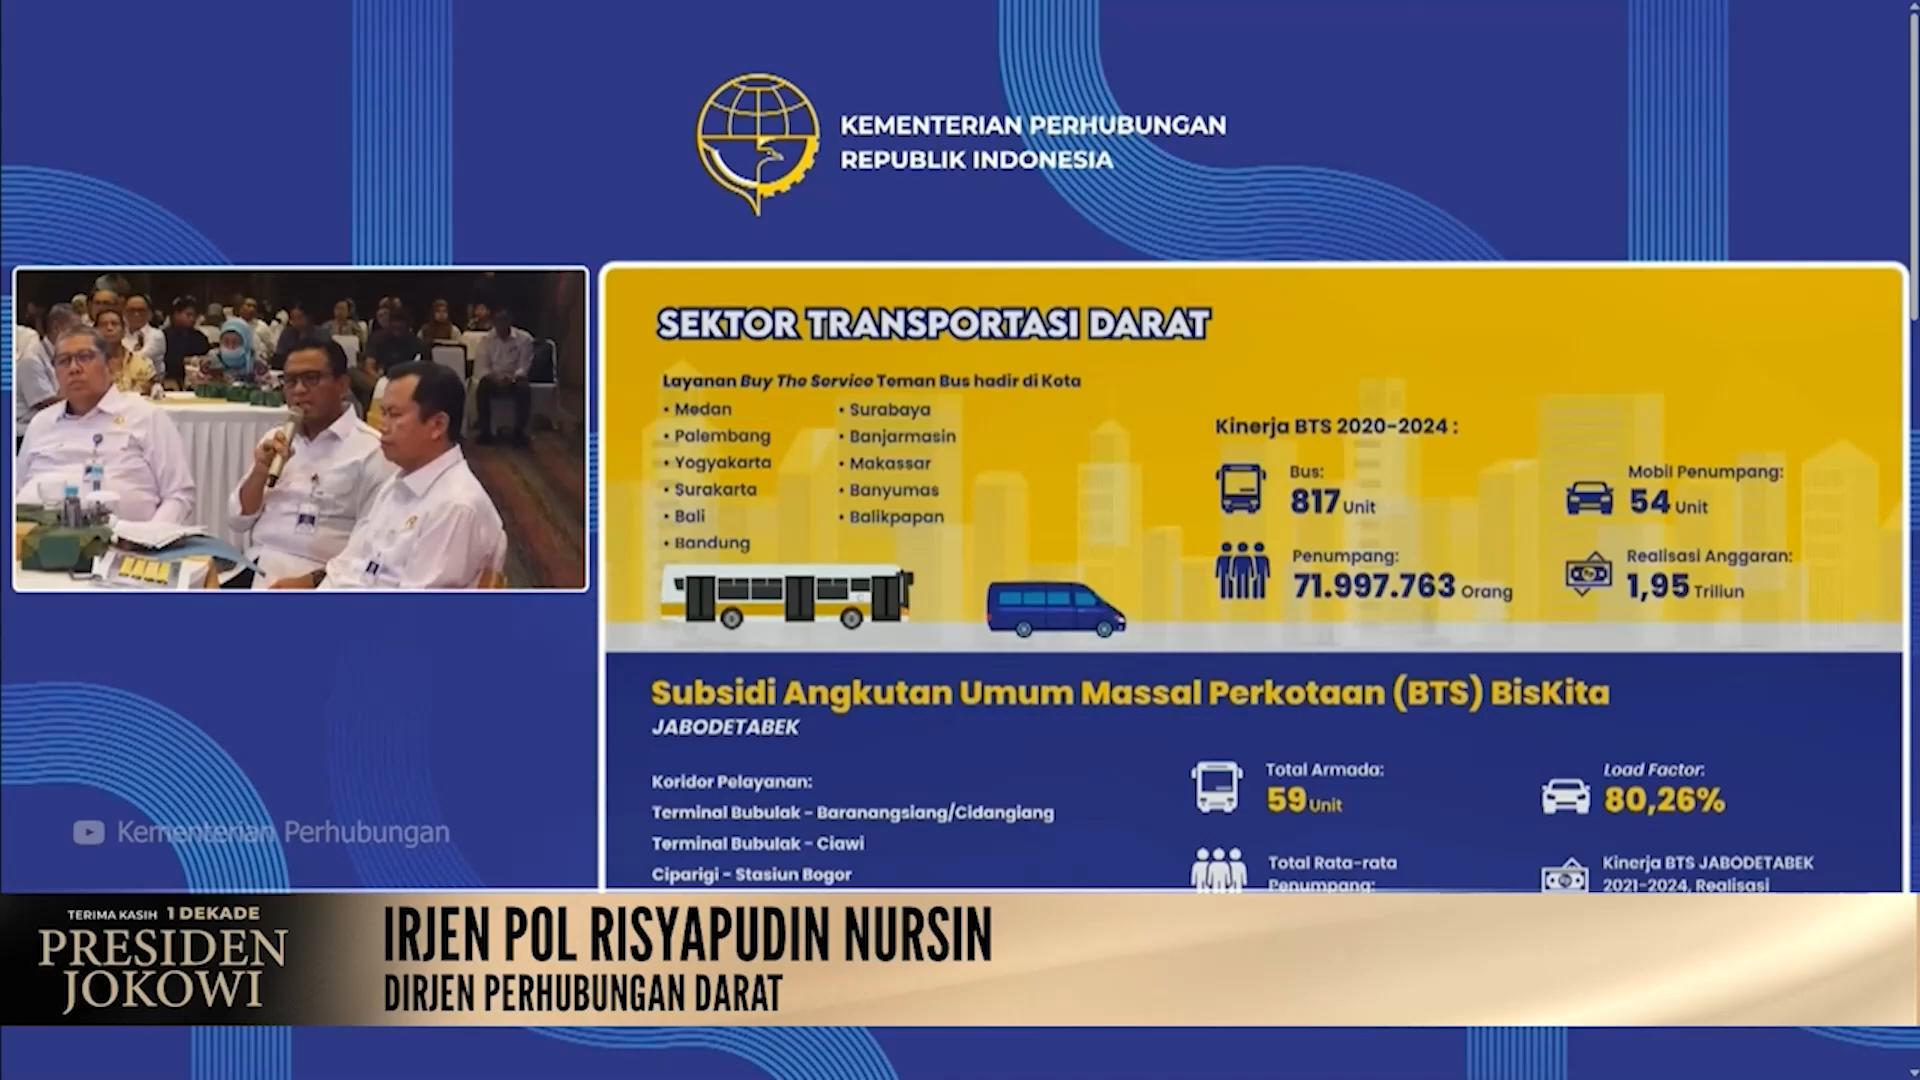 KEMENTERIAN PERHUBUNGAN
REPUBLIK INDONESIA
SEKTOR TRANSPORTASI DARAT
Layanan Buy The Service Teman Bus hadir di Kota
• Medan
• Palembang
• Yogyakarta
• Surakarta
• Bali
• Bandung
• Surabaya
• Banjarmasin
• Makassar
• Banyumas
• Balikpapan
Kinerja BTS 2020-2024 :
Bus:
817 Unit
Mobil Penumpang:
54 Unit
Penumpang:
71.997.763 Orang
Realisasi Anggaran:
1,95 Triliun
Subsidi Angkutan Umum Massal Perkotaan (BTS) BisKita
JABODETABEK
Koridor Pelayanan:
Terminal Bubulak - Baranangsiang/Cidangiang
Terminal Bubulak - Ciawi
Ciparigi - Stasiun Bogor
Total Armada:
59 Unit
Load Factor:
80,26%
Total Rata-rata
Penumpang:
Kinerja BTS JABODETABEK
2021-2024, Realisasi
Kementerian Perhubungan
TERIMA KASIH 1 DEKADE
PRESIDEN
JOKOWI
IRJEN POL RISYAPUDIN NURSIN
DIRJEN PERHUBUNGAN DARAT